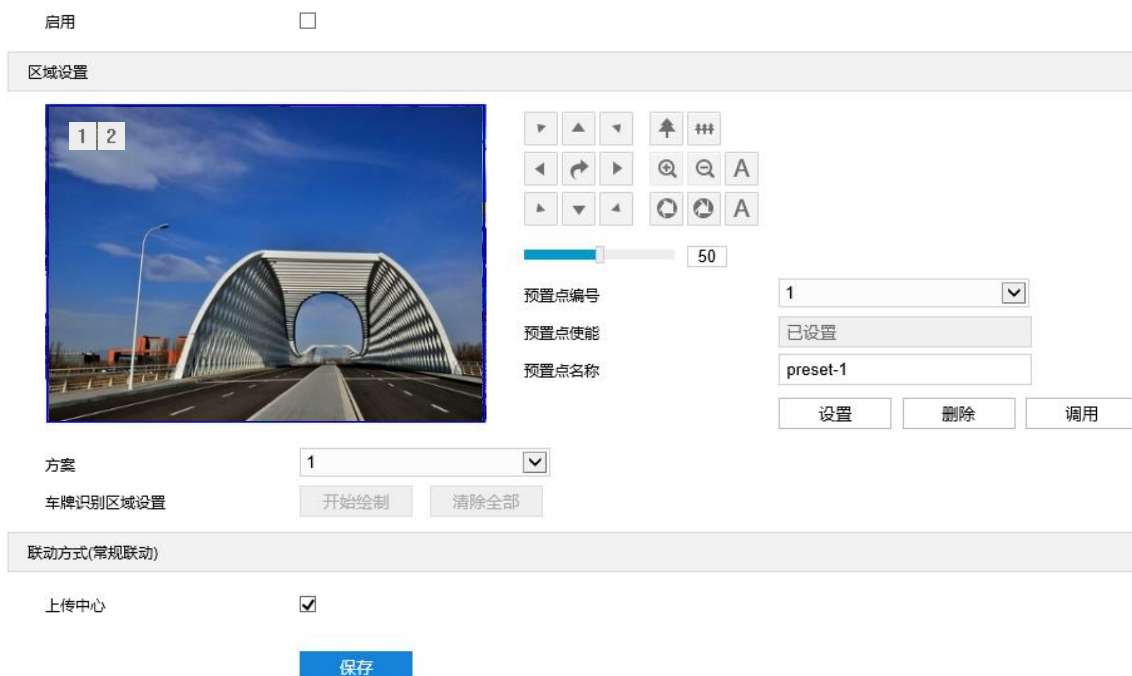 启用
区域设置
1 2
A
A
50
预置点编号 1
预置点使能 已设置
预置点名称 preset-1
设置 删除 调用
方案 1
车牌识别区域设置 开始绘制 清除全部
联动方式(常规联动)
上传中心
保存